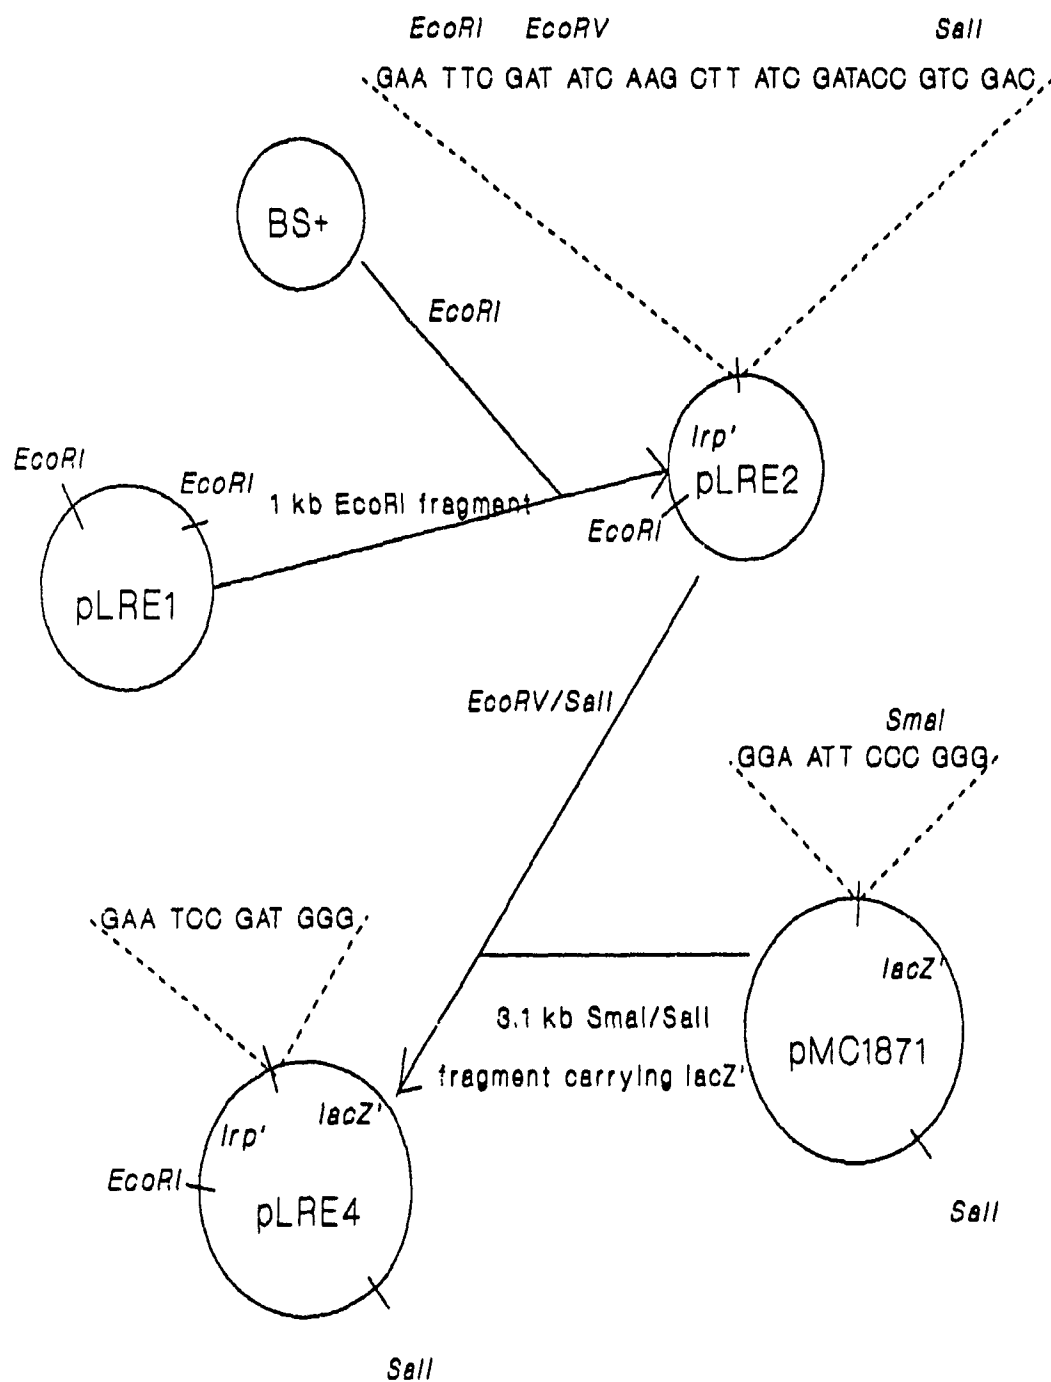 EcoRI EcoRV SalI
GAA TTC GAT ATC AAG CTT ATC GATACC GTC GAC
BS+
EcoRI
lrp'
pLRE2
EcoRI
EcoRI
EcoRI
1 kb EcoRI fragment
pLRE1
EcoRV/SalI
SmaI
GGA ATT CCC GGG
GAA TCC GAT GGG
lacZ'
pMC1871
3.1 kb SmaI/SalI
fragment carrying lacZ'
lacZ'
lrp'
EcoRI
pLRE4
SalI
SalI